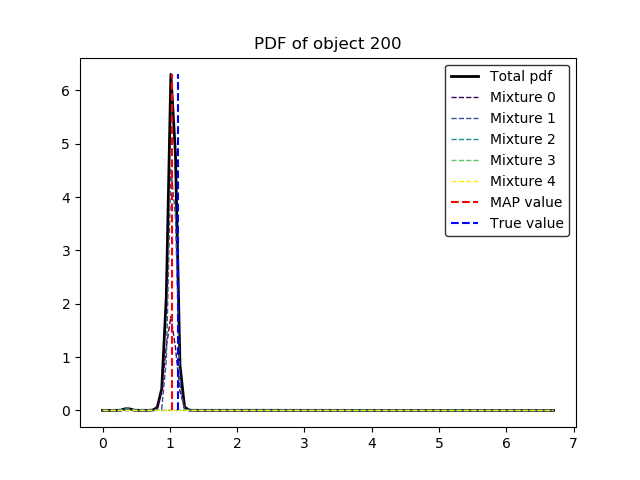 PDF of object 200
Total pdf
Mixture 0
Mixture 1
Mixture 2
Mixture 3
Mixture 4
MAP value
True value
6
5
4
3
2
1
0
0 1 2 3 4 5 6 7